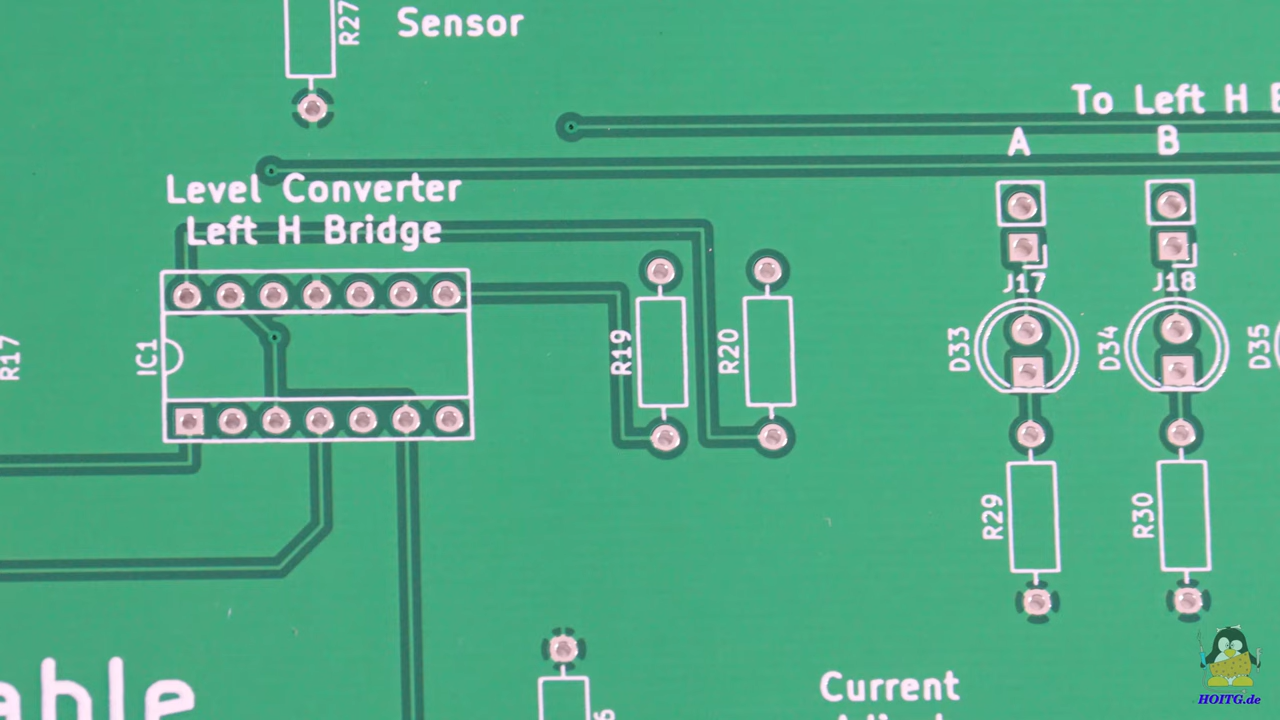 R27
Sensor
To Left H
A
B
Level Converter
Left H Bridge
J17
J18
R17
IC1
R19
R20
D33
D34
D35
R29
R30
Current
HOITG.de